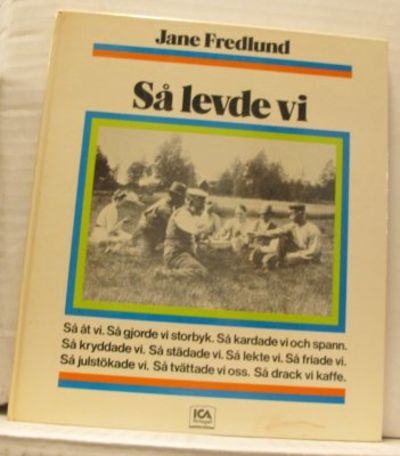 Jane Fredlund
Så levde vi
Så åt vi. Så gjorde vi storbyk. Så kardade vi och spann.
Så kryddade vi. Så städade vi. Så lekte vi. Så friade vi.
Så julstökade vi. Så tvättade vi oss. Så drack vi kaffe.
ICA